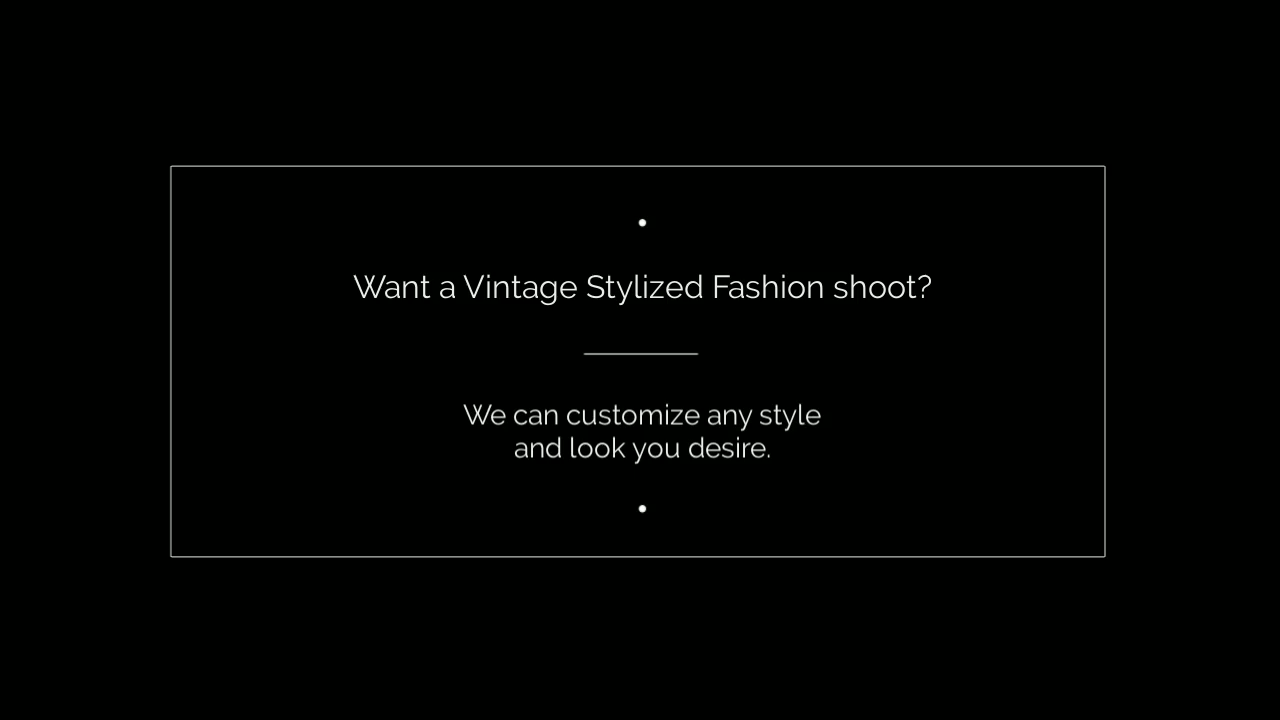 Want a Vintage Stylized Fashion shoot?
We can customize any style
and look you desire.